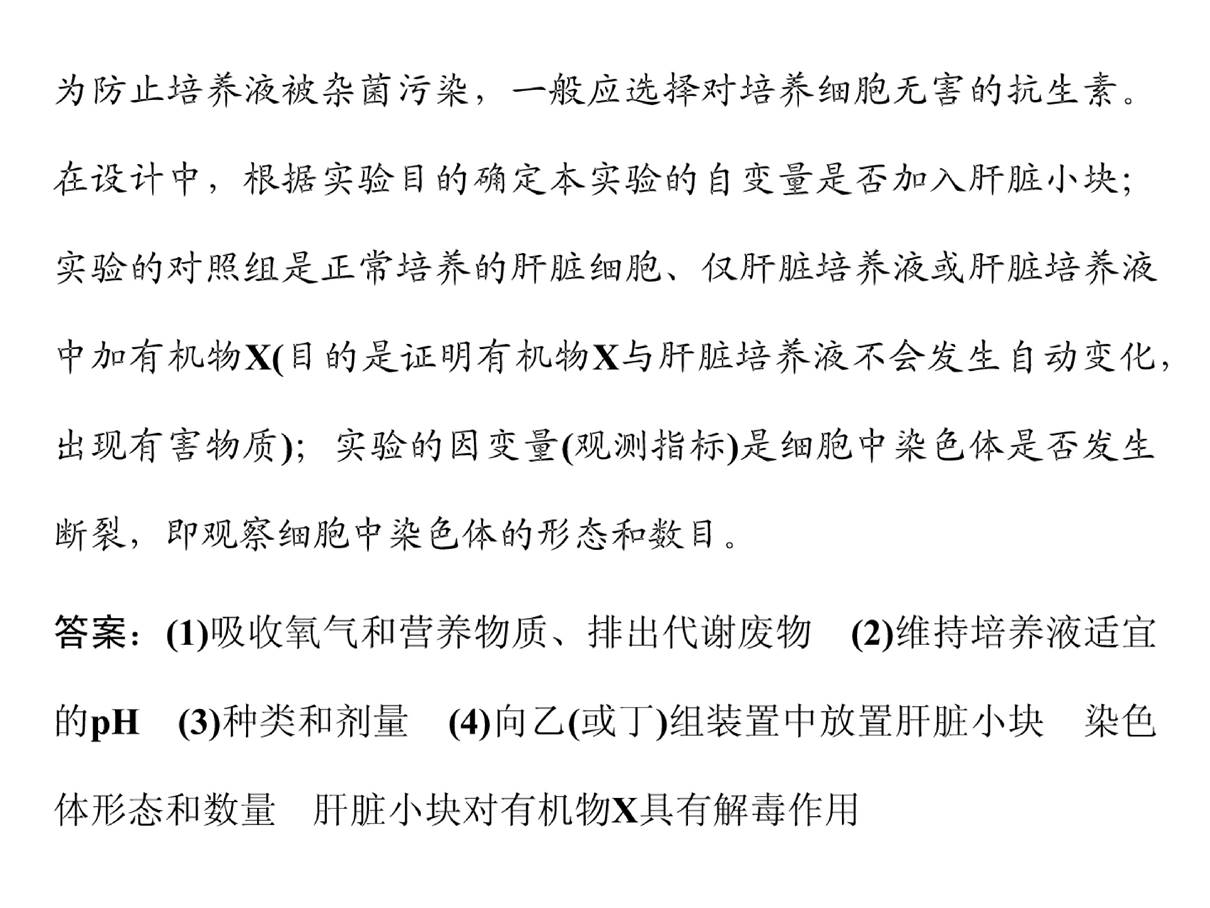 为防止培养液被杂菌污染，一般应选择对培养细胞无害的抗生素。
在设计中，根据实验目的确定本实验的自变量是否加入肝脏小块；
实验的对照组是正常培养的肝脏细胞、仅肝脏培养液或肝脏培养液
中加有机物X(目的是证明有机物X与肝脏培养液不会发生自动变化，
出现有害物质)；实验的因变量(观测指标)是细胞中染色体是否发生
断裂，即观察细胞中染色体的形态和数目。
答案：(1)吸收氧气和营养物质、排出代谢废物　(2)维持培养液适宜
的pH　(3)种类和剂量　(4)向乙(或丁)组装置中放置肝脏小块　染色
体形态和数量　肝脏小块对有机物X具有解毒作用